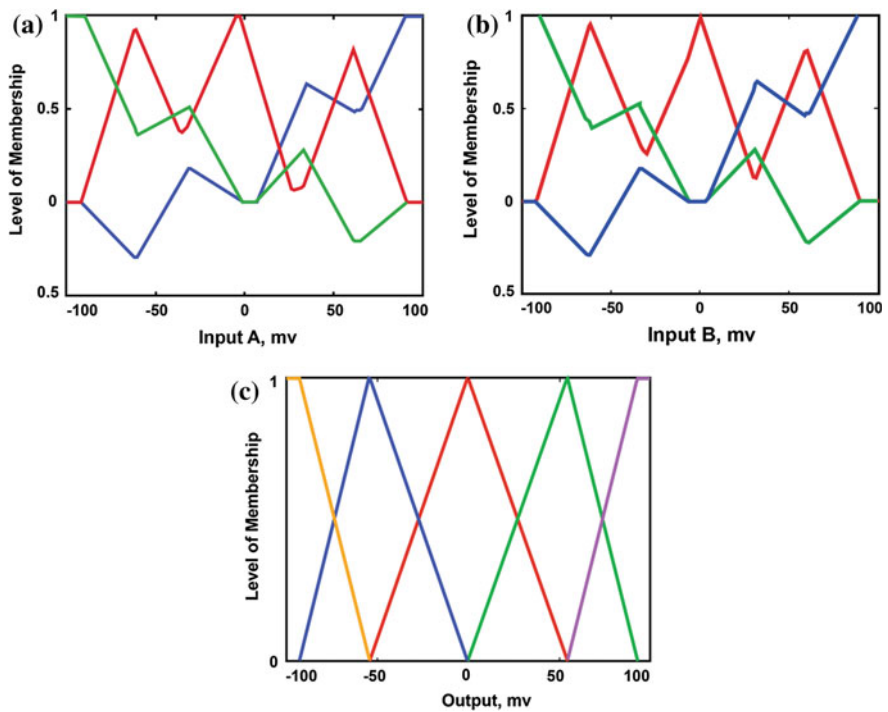 (a)
Level of Membership
1
0.5
0
0.5
-100 -50 0 50 100
Input A, mv
(b)
Level of Membership
1
0.5
0
0.5
-100 -50 0 50 100
Input B, mv
(c)
Level of Membership
1
0
-100 -50 0 50 100
Output, mv